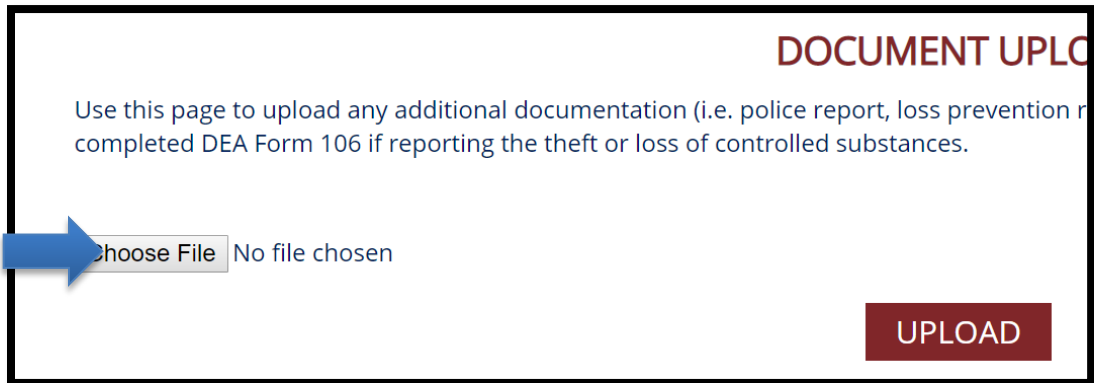 DOCUMENT UPLO
Use this page to upload any additional documentation (i.e. police report, loss prevention r
completed DEA Form 106 if reporting the theft or loss of controlled substances.
Choose File No file chosen
UPLOAD